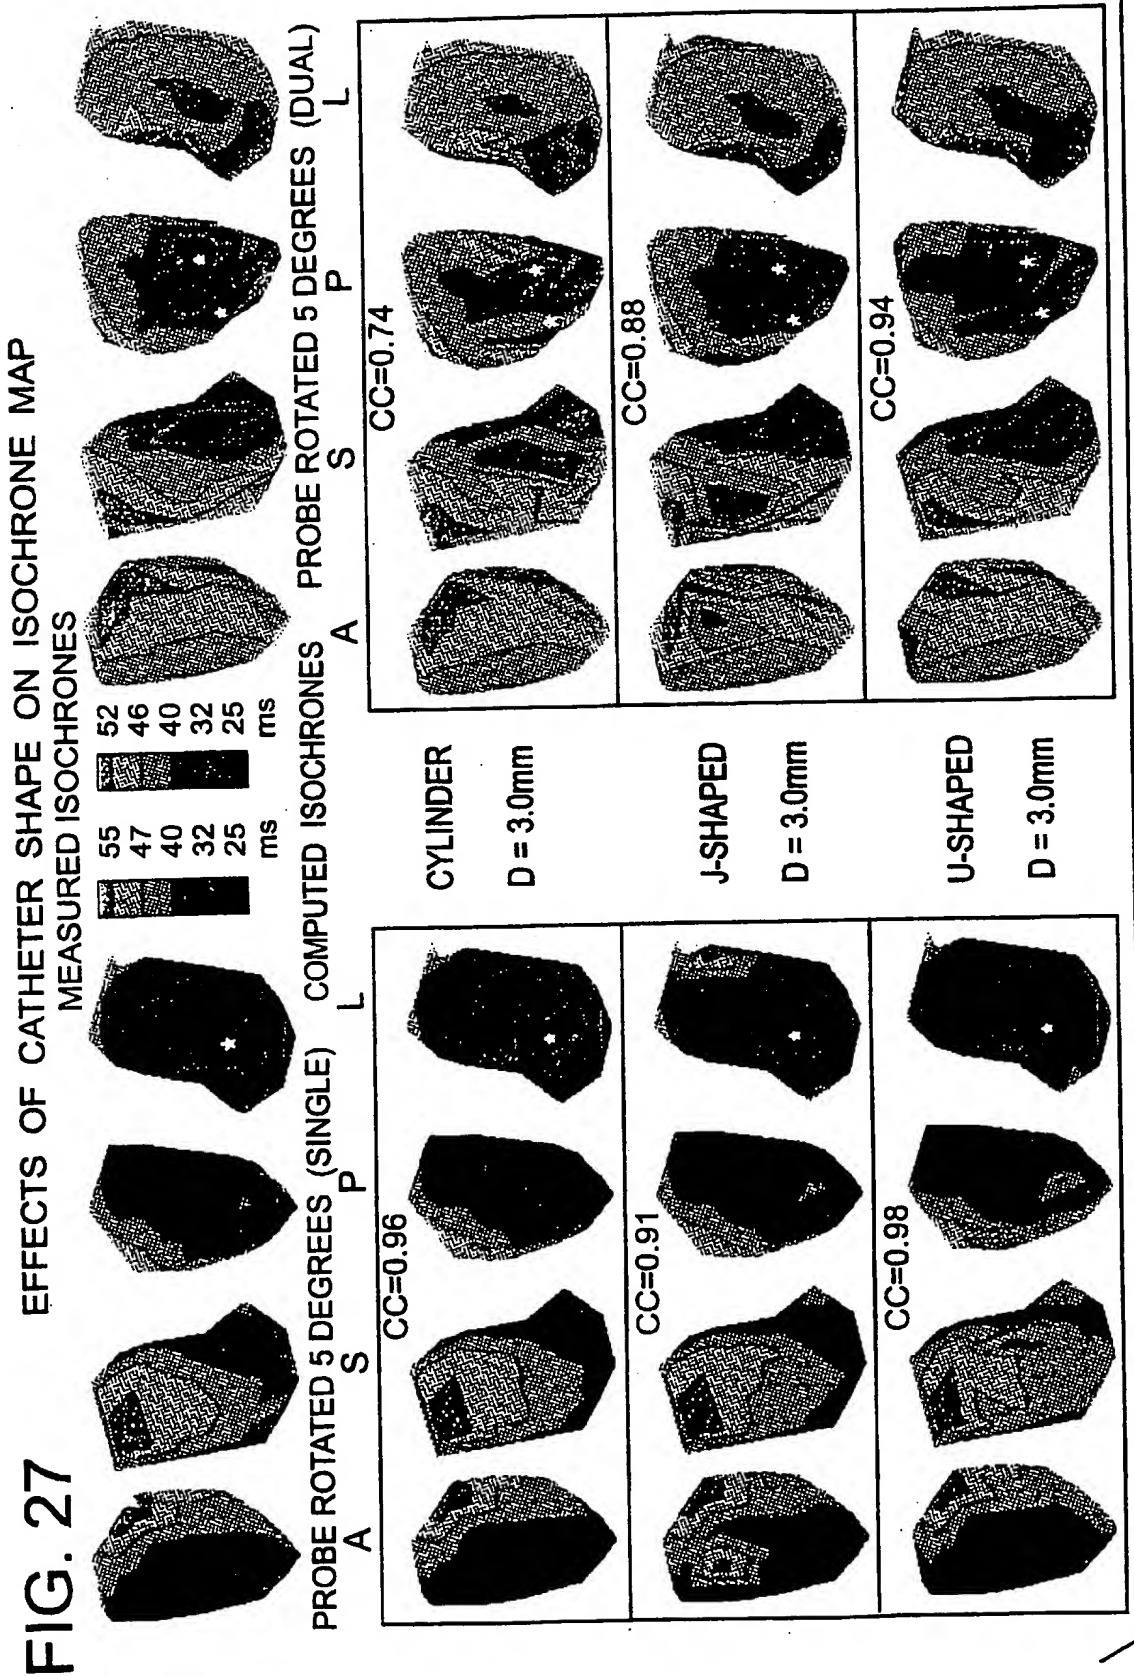 FIG. 27
EFFECTS OF CATHETER SHAPE ON ISOCHRONE MAP
MEASURED ISOCHRONES
55
47
40
32
25
ms
52
46
40
32
25
ms
PROBE ROTATED 5 DEGREES (SINGLE)
COMPUTED ISOCHRONES
PROBE ROTATED 5 DEGREES (DUAL)
A
S
P
L
A
S
P
L
CC=0.96
CYLINDER
D = 3.0mm
CC=0.74
CC=0.91
J-SHAPED
D = 3.0mm
CC=0.88
CC=0.98
U-SHAPED
D = 3.0mm
CC=0.94